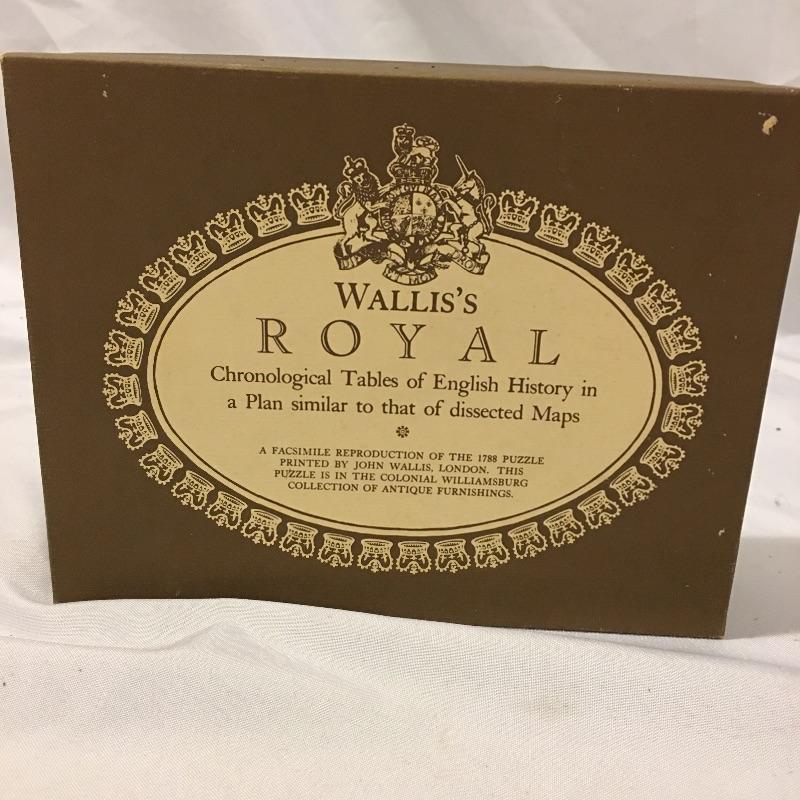 WALLIS'S
ROYAL
Chronological Tables of English History in
a Plan similar to that of dissected Maps
A FACSIMILE REPRODUCTION OF THE 1788 PUZZLE
PRINTED BY JOHN WALLIS, LONDON. THIS
PUZZLE IS IN THE COLONIAL WILLIAMSBURG
COLLECTION OF ANTIQUE FURNISHINGS.